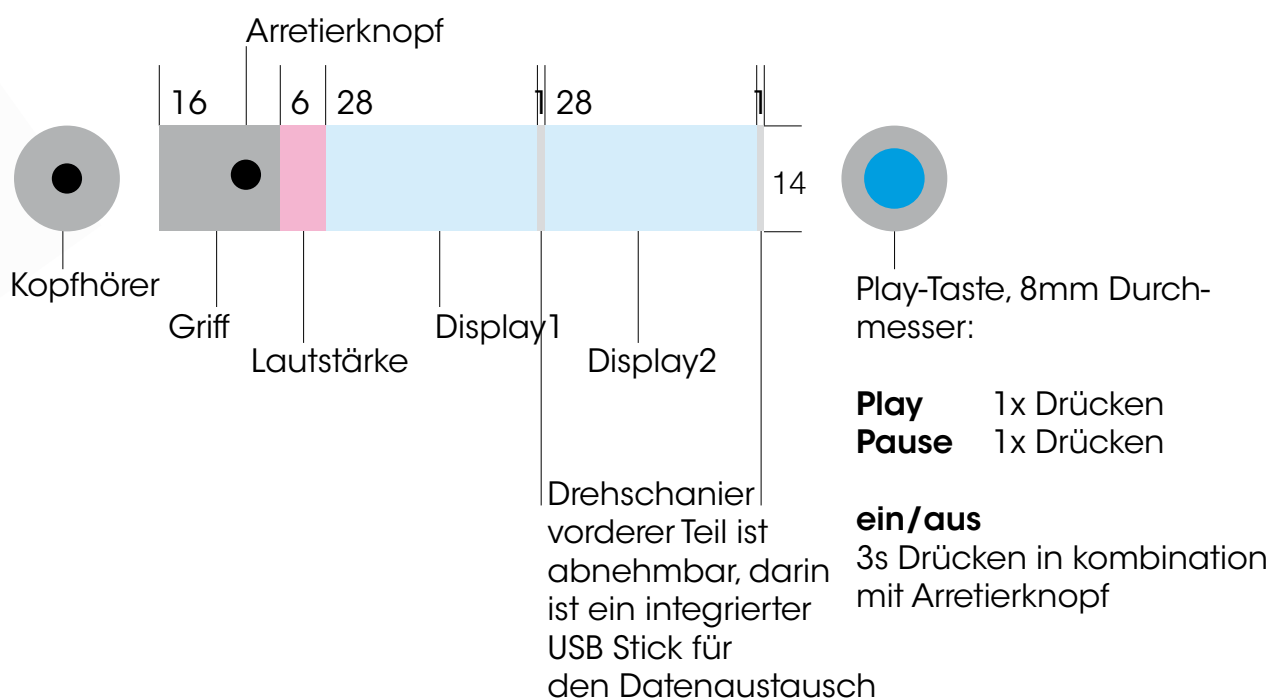 Arretierknopf
16 6 28 1 28 1
14
Kopfhörer
Griff
Lautstärke
Display1
Display2
Play-Taste, 8mm Durch-
messer:
Play 1x Drücken
Pause 1x Drücken
ein/aus
3s Drücken in kombination
mit Arretierknopf
Drehschanier
vorderer Teil ist
abnehmbar, darin
ist ein integrierter
USB Stick für
den Datenaustausch